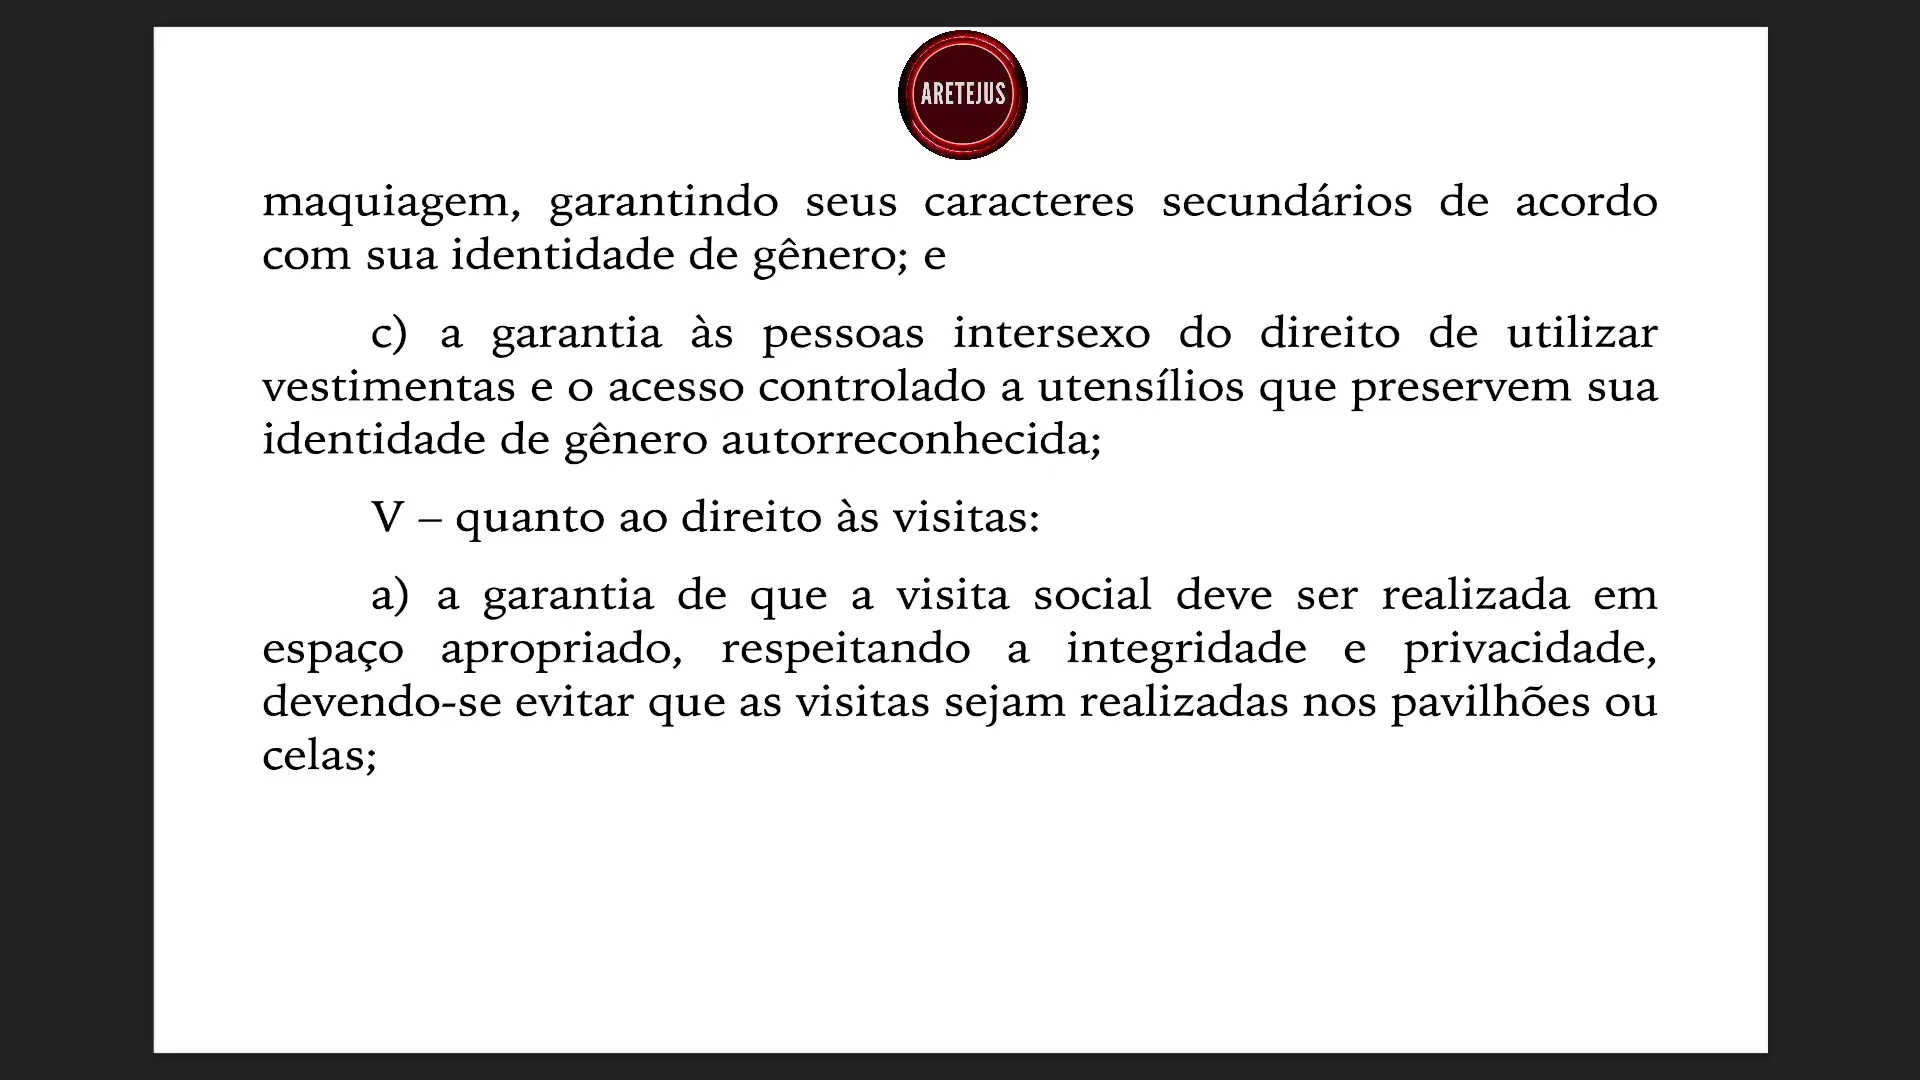 ARETEJUS
maquiagem, garantindo seus caracteres secundários de acordo
com sua identidade de gênero; e
c) a garantia às pessoas intersexo do direito de utilizar
vestimentas e o acesso controlado a utensílios que preservem sua
identidade de gênero autorreconhecida;
V – quanto ao direito às visitas:
a) a garantia de que a visita social deve ser realizada em
espaço apropriado, respeitando a integridade e privacidade,
devendo-se evitar que as visitas sejam realizadas nos pavilhões ou
celas;